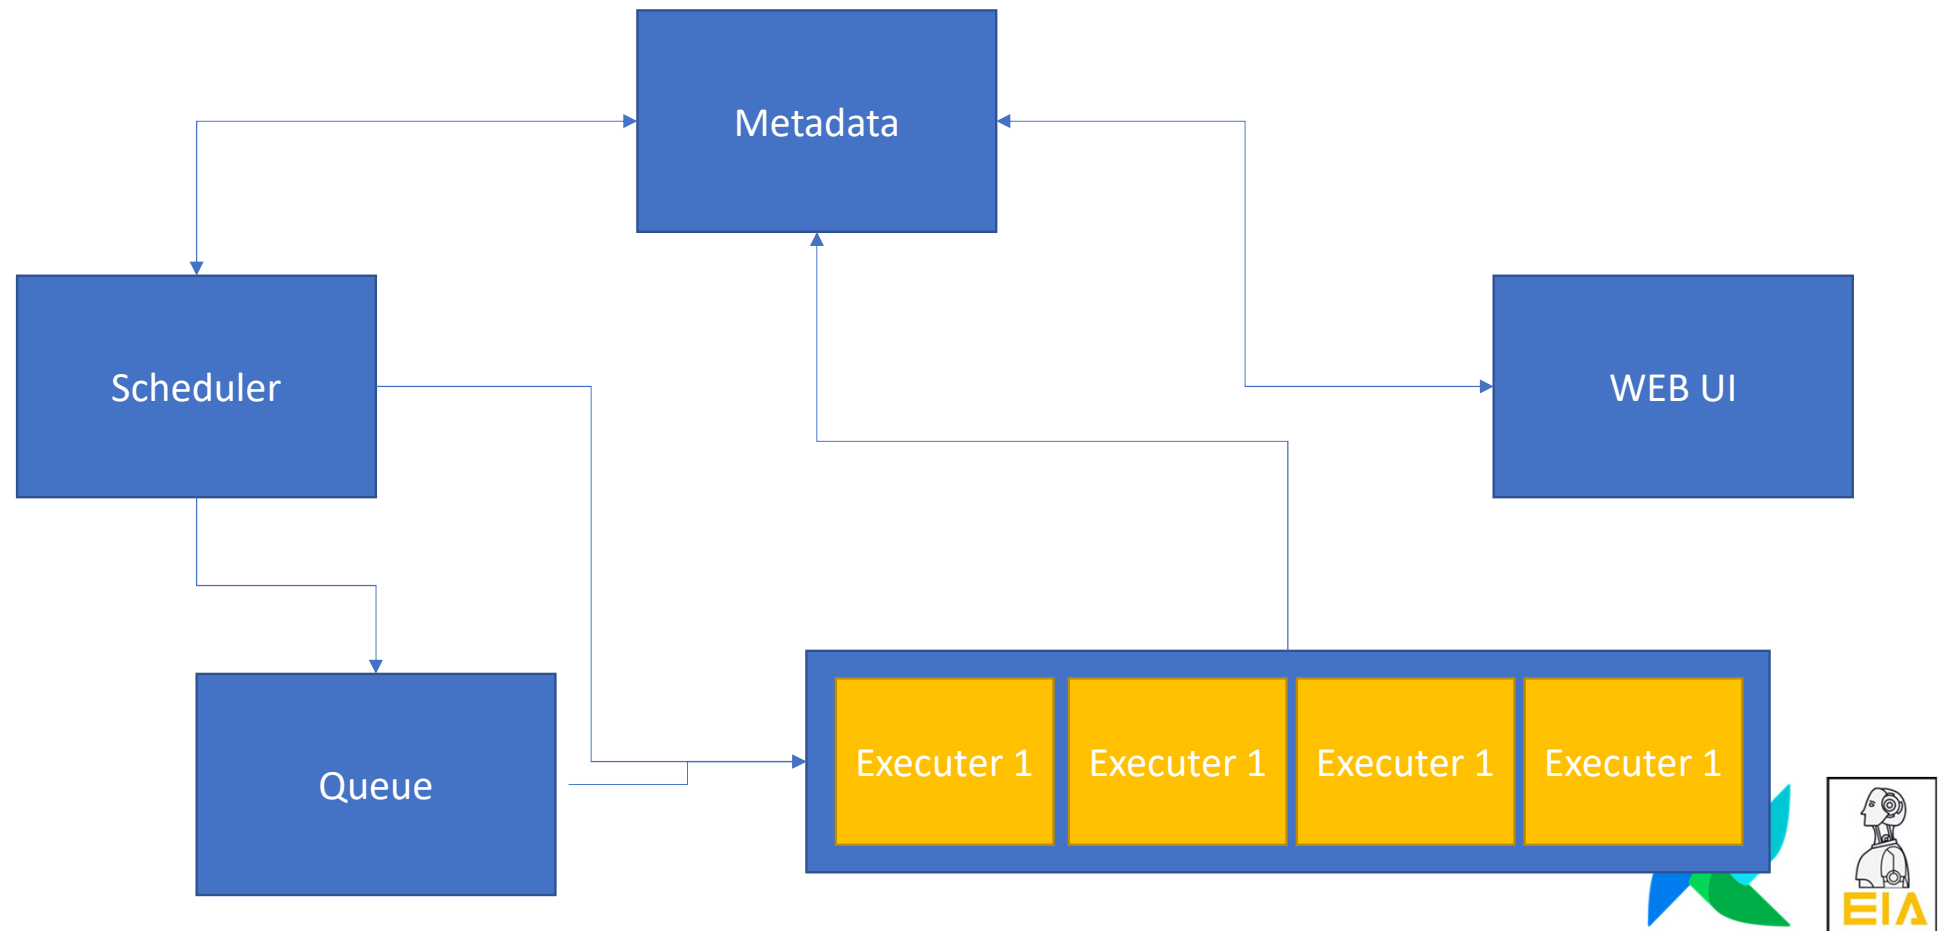 Metadata
Scheduler
WEB UI
Queue
Executer 1
Executer 1
Executer 1
Executer 1
EIA